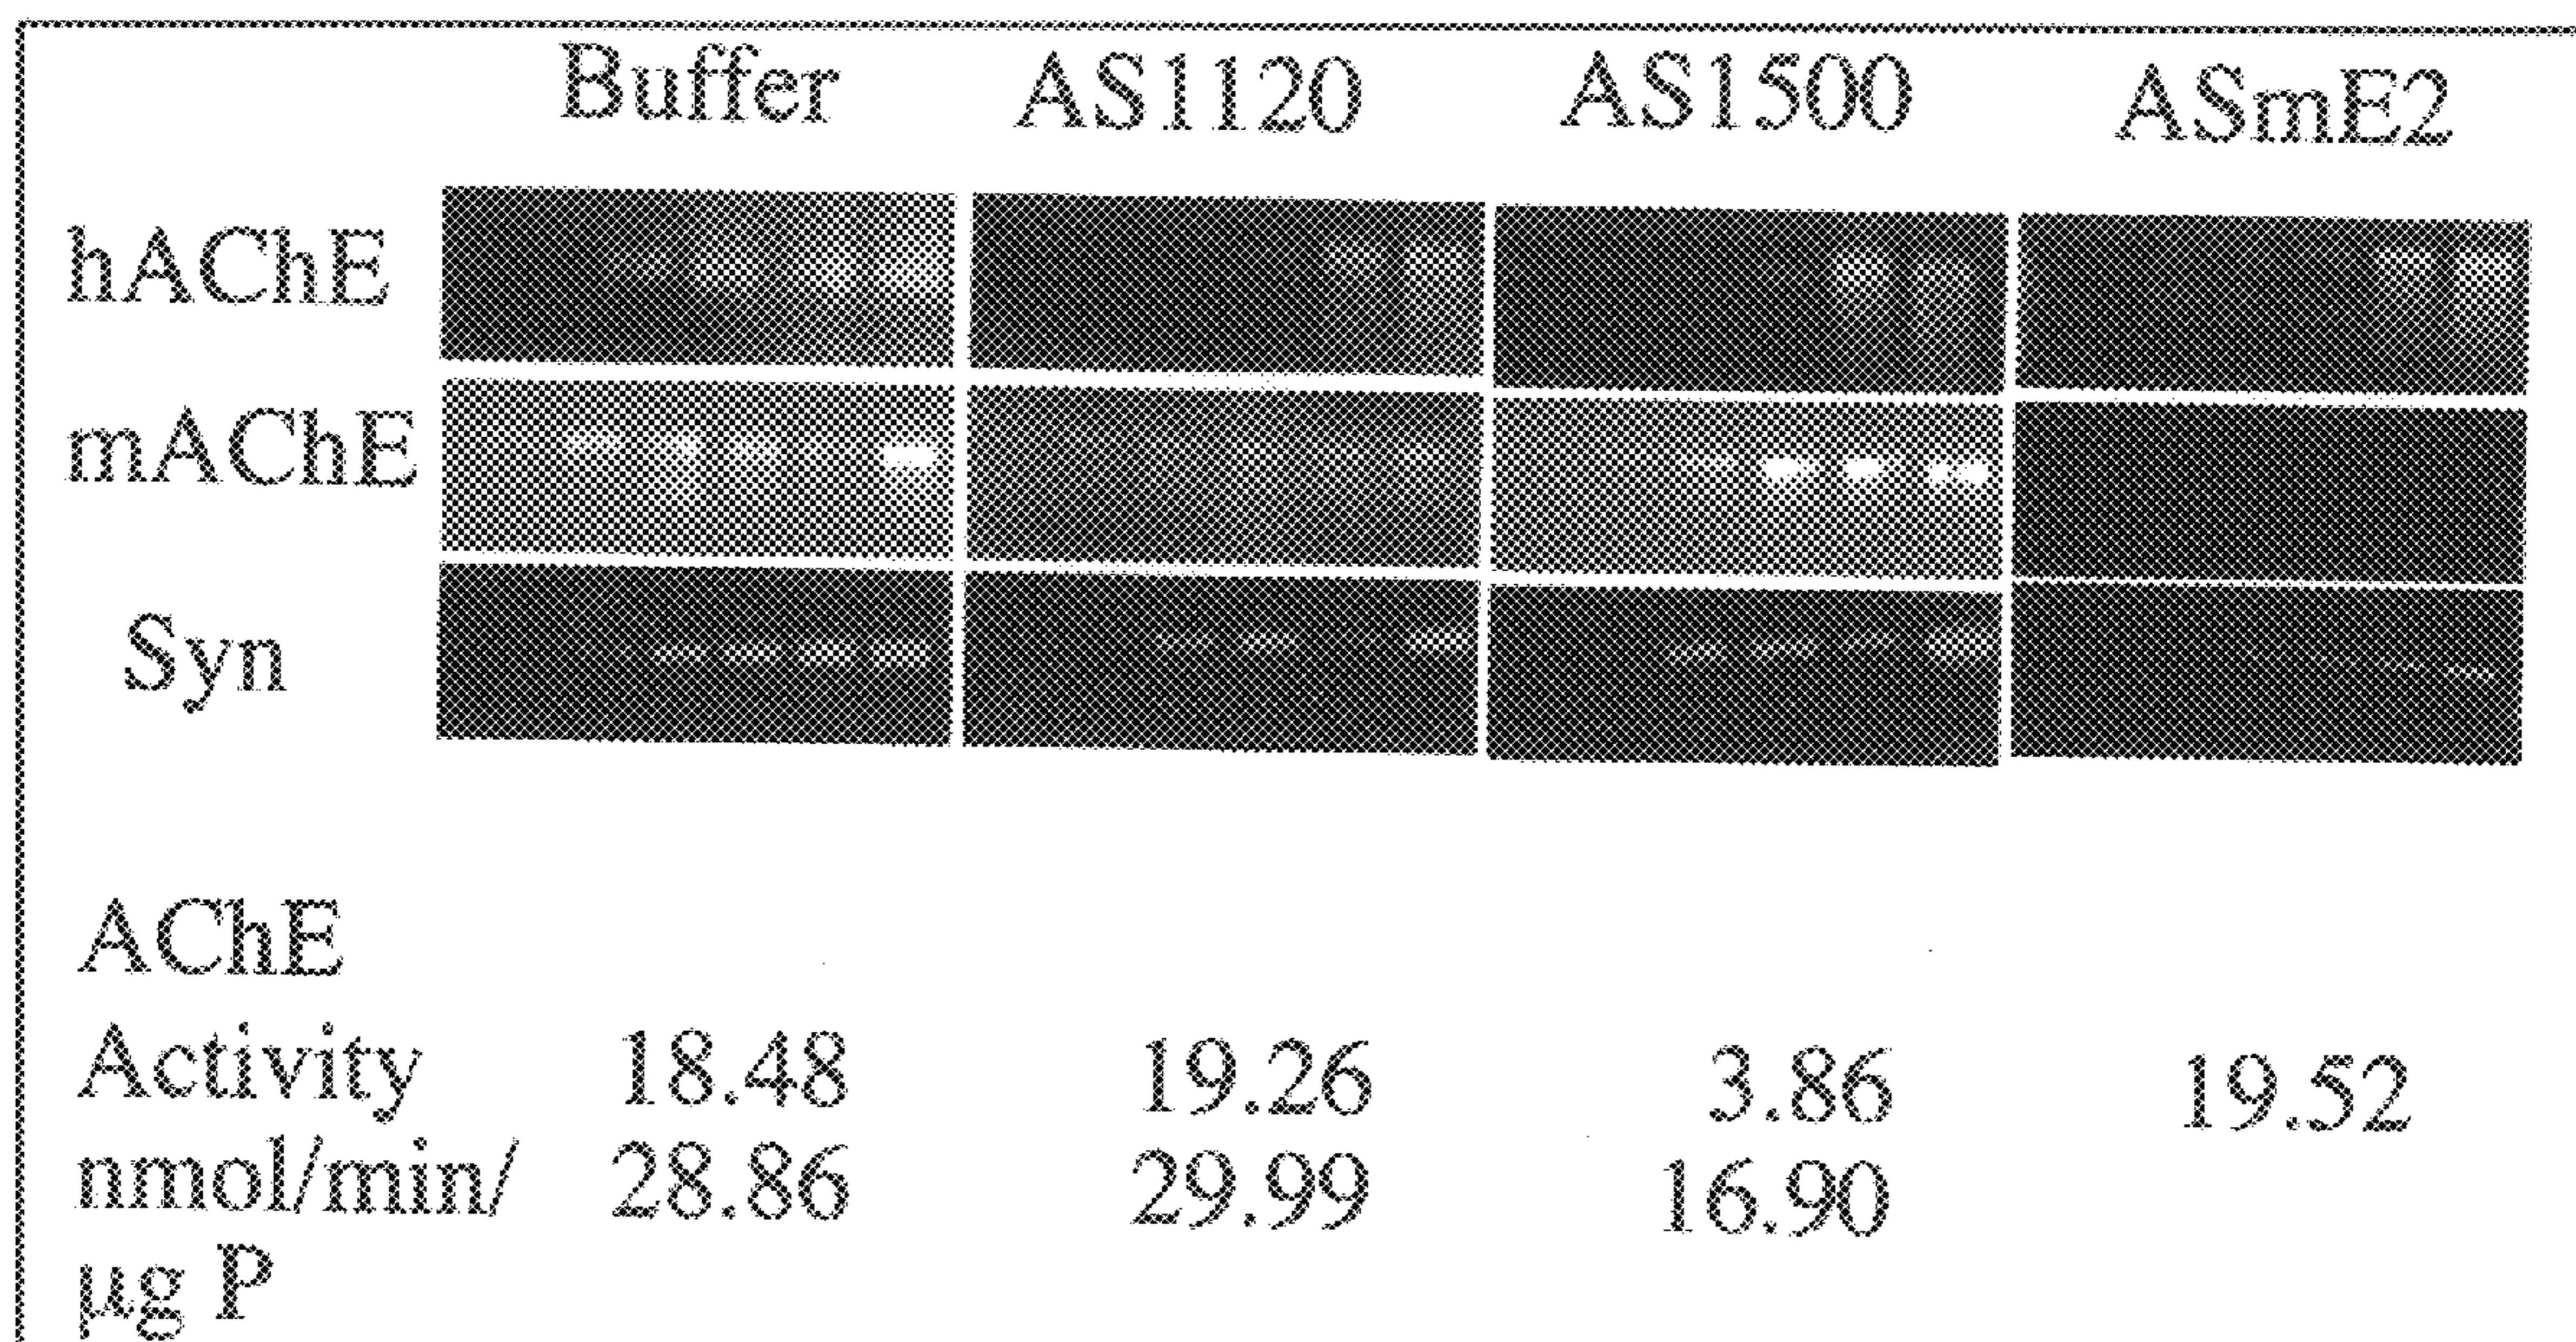 Buffer AS1120 AS1500 ASmE2
hAChE
mAChE
Syn
AChE
Activity 18.48 19.26 3.86 19.52
nmol/min/ 28.86 29.99 16.90
µg P